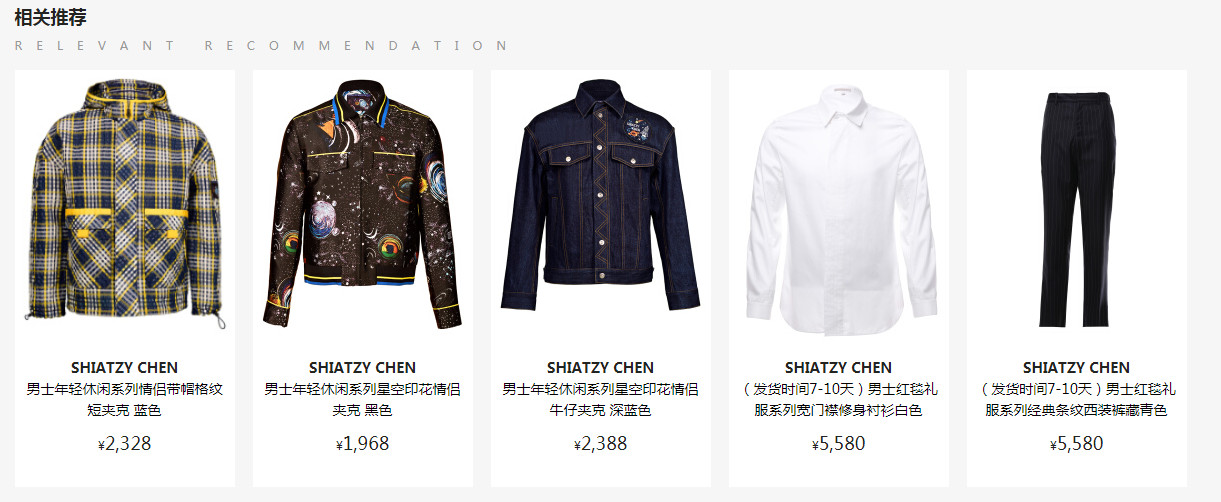 相关推荐
RELEVANT RECOMMENDATION
SHIATZY CHEN
男士年轻休闲系列情侣带帽格纹
短夹克 蓝色
¥2,328
SHIATZY CHEN
男士年轻休闲系列星空印花情侣
夹克 黑色
¥1,968
SHIATZY CHEN
男士年轻休闲系列星空印花情侣
牛仔夹克 深蓝色
¥2,388
SHIATZY CHEN
（发货时间7-10天）男士红毯礼
服系列宽门襟修身衬衫白色
¥5,580
SHIATZY CHEN
（发货时间7-10天）男士红毯礼
服系列经典条纹西装裤藏青色
¥5,580